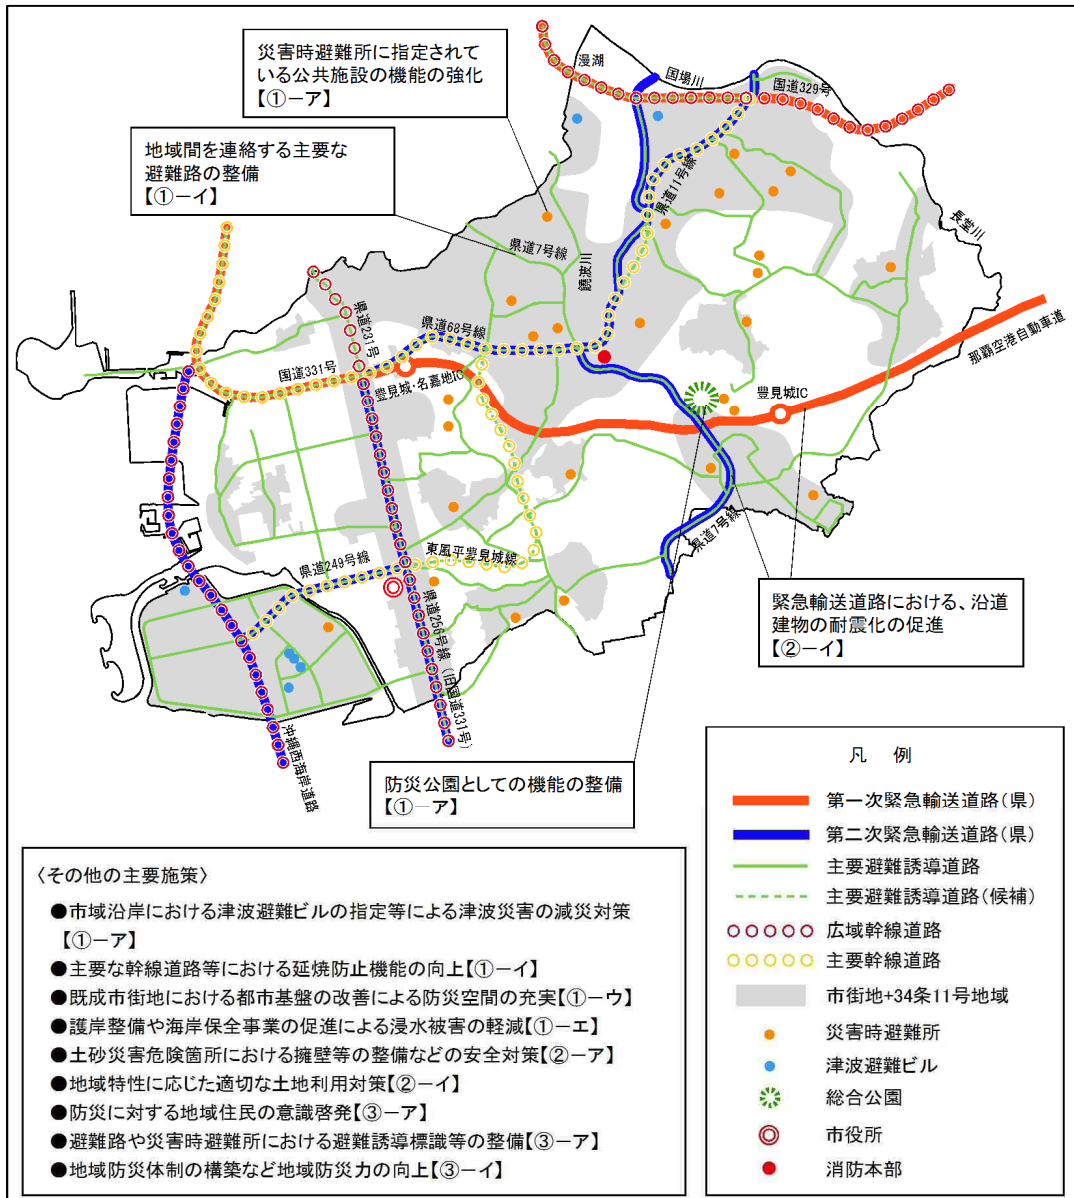 災害時避難所に指定されて
いる公共施設の機能の強化
【①ーア】
地域間を連絡する主要な
避難路の整備
【①ーイ】
漫湖
国場川
国道329号
県道11号線
長堂川
県道7号線
饒波川
県道231号
県道68号線
国道331号
豊見城・名嘉地IC
那覇空港自動車道
豊見城IC
県道7号線
東風平豊見城線
県道249号線
県道256号線（旧国道331号）
沖縄西海岸道路
緊急輸送道路における、沿道
建物の耐震化の促進
【②ーイ】
防災公園としての機能の整備
【①ーア】
凡 例
第一次緊急輸送道路（県）
第二次緊急輸送道路（県）
主要避難誘導道路
主要避難誘導道路（候補）
広域幹線道路
主要幹線道路
市街地+34条11号地域
災害時避難所
津波避難ビル
総合公園
市役所
消防本部
〈その他の主要施策〉
●市域沿岸における津波避難ビルの指定等による津波災害の減災対策
【①ーア】
●主要な幹線道路等における延焼防止機能の向上【①ーイ】
●既成市街地における都市基盤の改善による防災空間の充実【①ーウ】
●護岸整備や海岸保全事業の促進による浸水被害の軽減【①ーエ】
●土砂災害危険箇所における擁壁等の整備などの安全対策【②ーア】
●地域特性に応じた適切な土地利用対策【②ーイ】
●防災に対する地域住民の意識啓発【③ーア】
●避難路や災害時避難所における避難誘導標識等の整備【③ーア】
●地域防災体制の構築など地域防災力の向上【③ーイ】